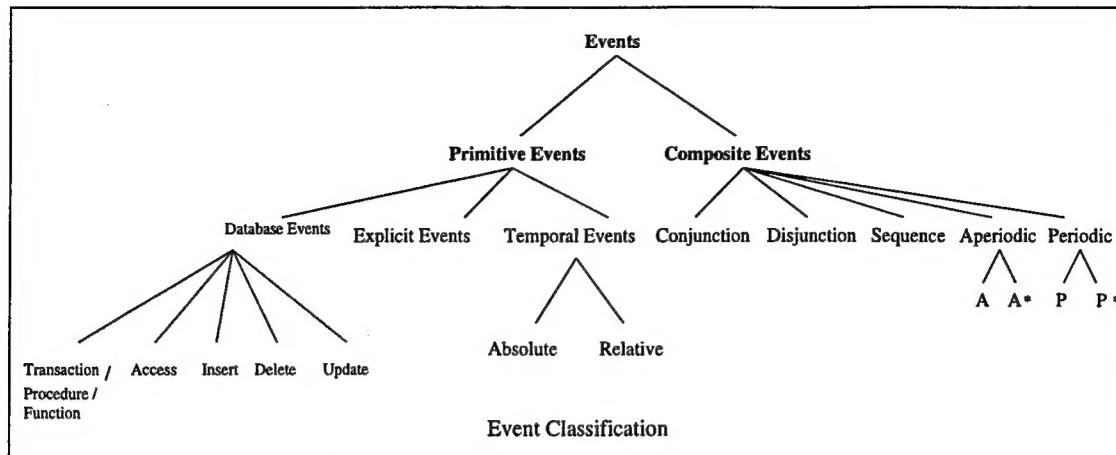 Events
Primitive Events Composite Events
Database Events Explicit Events Temporal Events Conjunction Disjunction Sequence Aperiodic Periodic
A A* P P*
Absolute Relative
Transaction / Access Insert Delete Update
Procedure /
Function
Event Classification